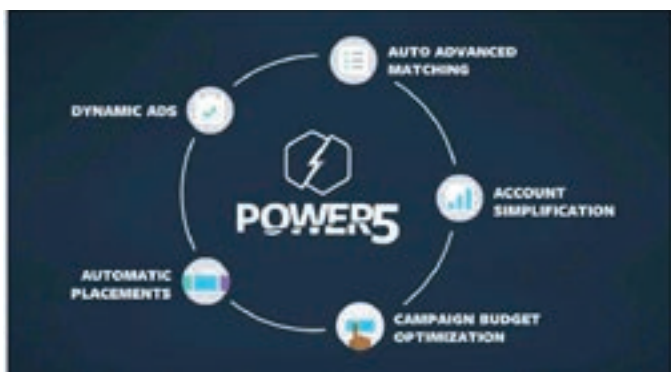 AUTO ADVANCED
MATCHING
DYNAMIC ADS
POWER5
ACCOUNT
SIMPLIFICATION
AUTOMATIC
PLACEMENTS
CAMPAIGN BUDGET
OPTIMIZATION